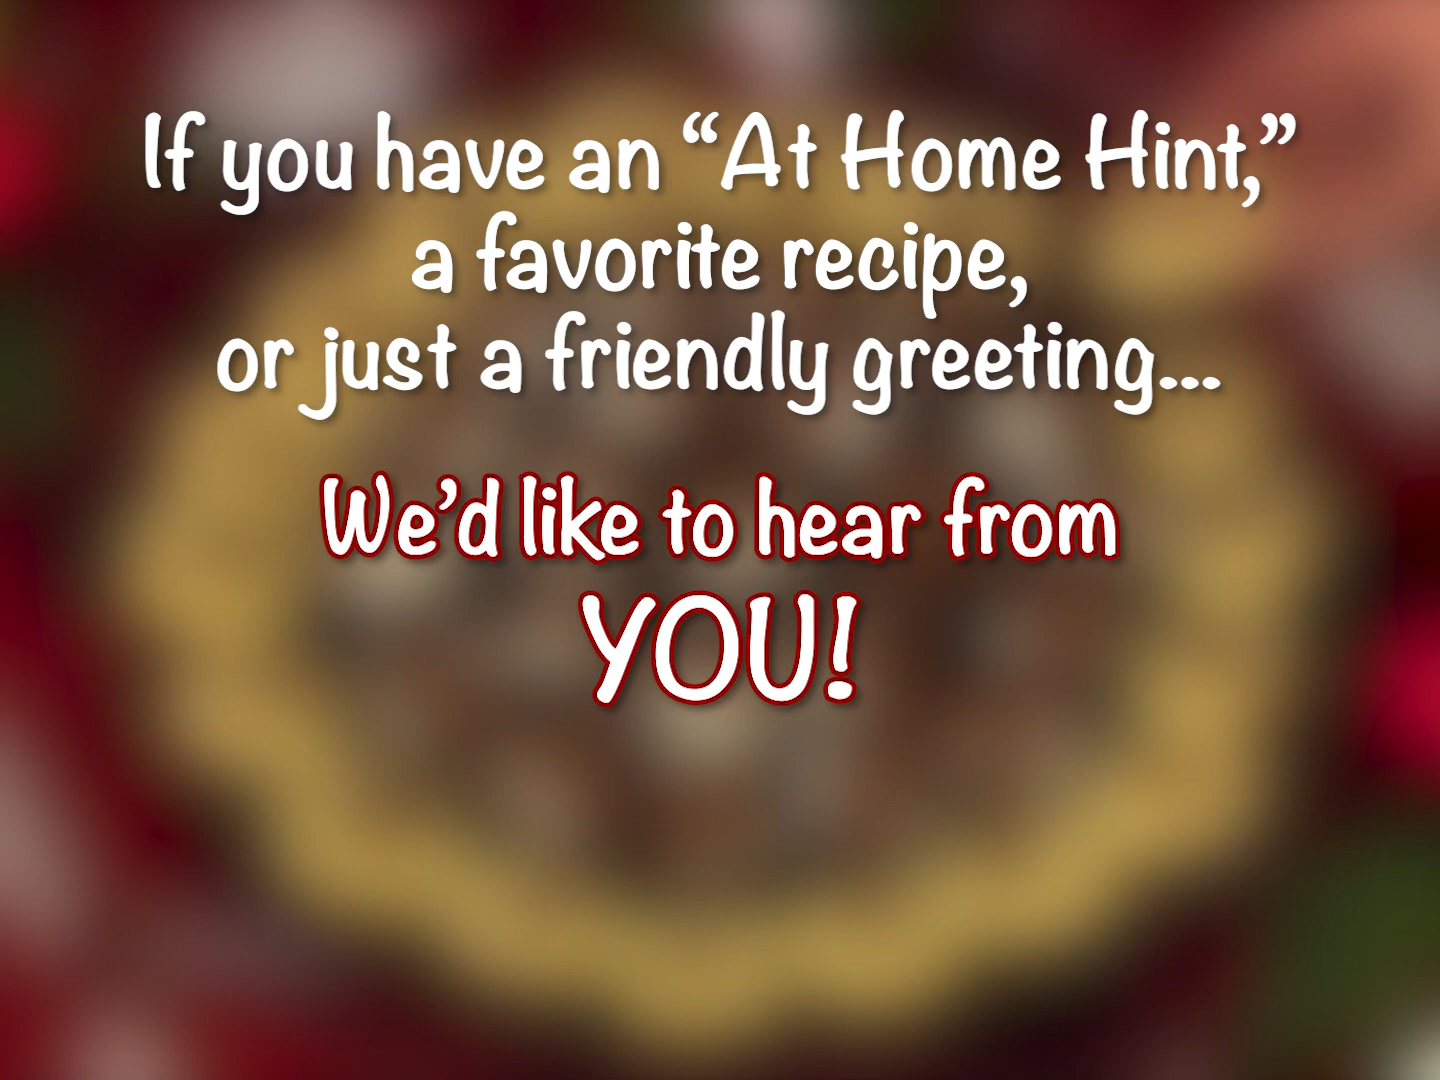 If you have an “At Home Hint,”
a favorite recipe,
or just a friendly greeting...
We’d like to hear from
YOU!